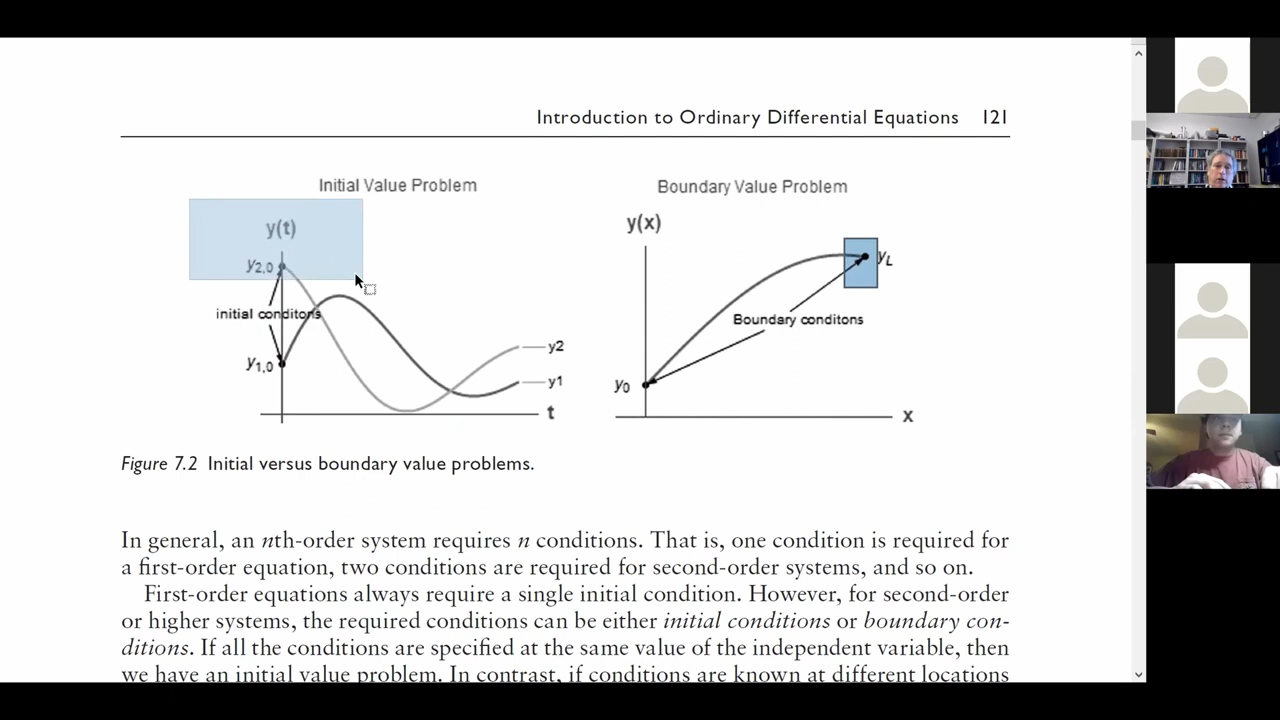 Introduction to Ordinary Differential Equations 121
Initial Value Problem
y(t)
y2,0
initial conditons
y1,0
y2
y1
t
Boundary Value Problem
y(x)
yL
Boundary conditons
y0
x
Figure 7.2 Initial versus boundary value problems.
In general, an nth-order system requires n conditions. That is, one condition is required for
a first-order equation, two conditions are required for second-order systems, and so on.
First-order equations always require a single initial condition. However, for second-order
or higher systems, the required conditions can be either initial conditions or boundary con-
ditions. If all the conditions are specified at the same value of the independent variable, then
we have an initial value problem. In contrast, if conditions are known at different locations